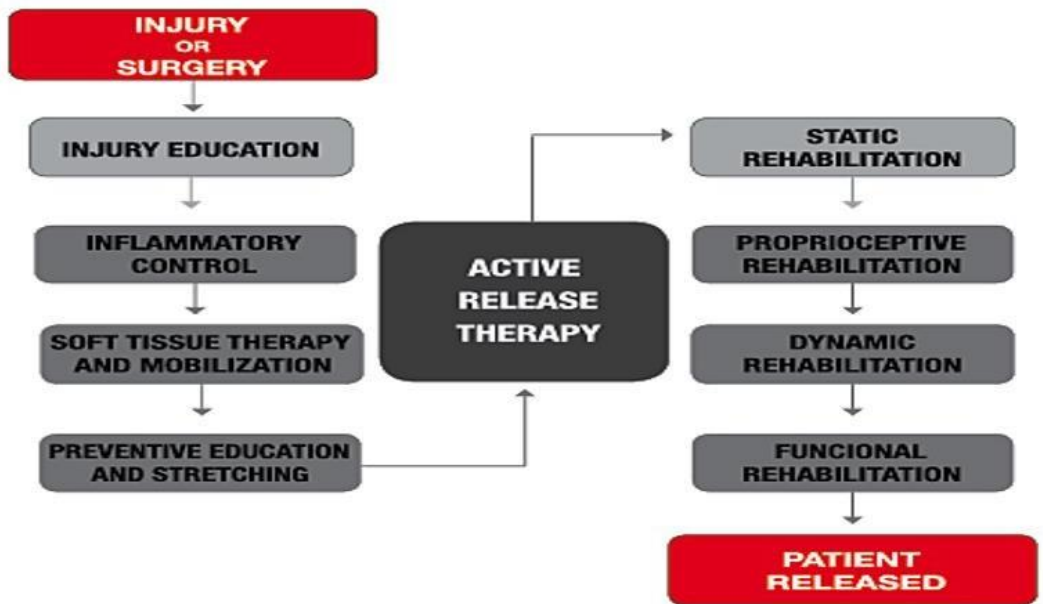 INJURY
OR
SURGERY
INJURY EDUCATION
INFLAMMATORY
CONTROL
SOFT TISSUE THERAPY
AND MOBILIZATION
PREVENTIVE EDUCATION
AND STRETCHING
ACTIVE
RELEASE
THERAPY
STATIC
REHABILITATION
PROPRIOCEPTIVE
REHABILITATION
DYNAMIC
REHABILITATION
FUNCIONAL
REHABILITATION
PATIENT
RELEASED